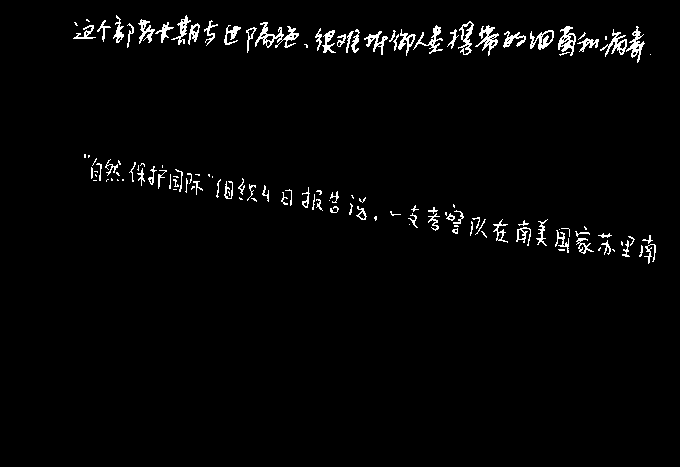 这个部落长期与世隔绝、很难抵御人类携带的细菌和病毒.
“自然保护国际”组织4日报告说,一支考察队在南美国家苏里南